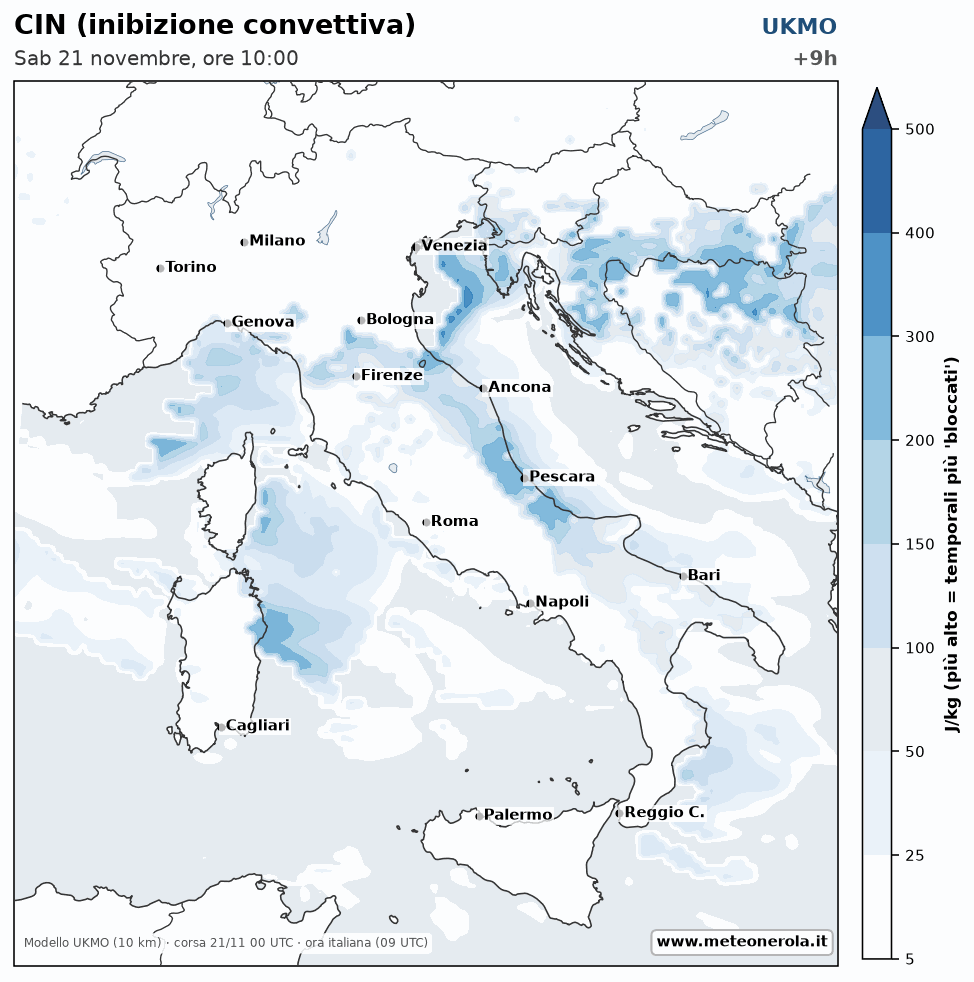 CIN (inibizione convettiva)
UKMO
Sab 21 novembre, ore 10:00
+9h
Milano
Venezia
Torino
Genova
Bologna
Firenze
Ancona
Pescara
Roma
Bari
Napoli
Cagliari
Palermo
Reggio C.
500
400
300
200
150
100
50
25
5
J/kg (più alto = temporali più 'bloccati')
Modello UKMO (10 km) · corsa 21/11 00 UTC · ora italiana (09 UTC)
www.meteonerola.it